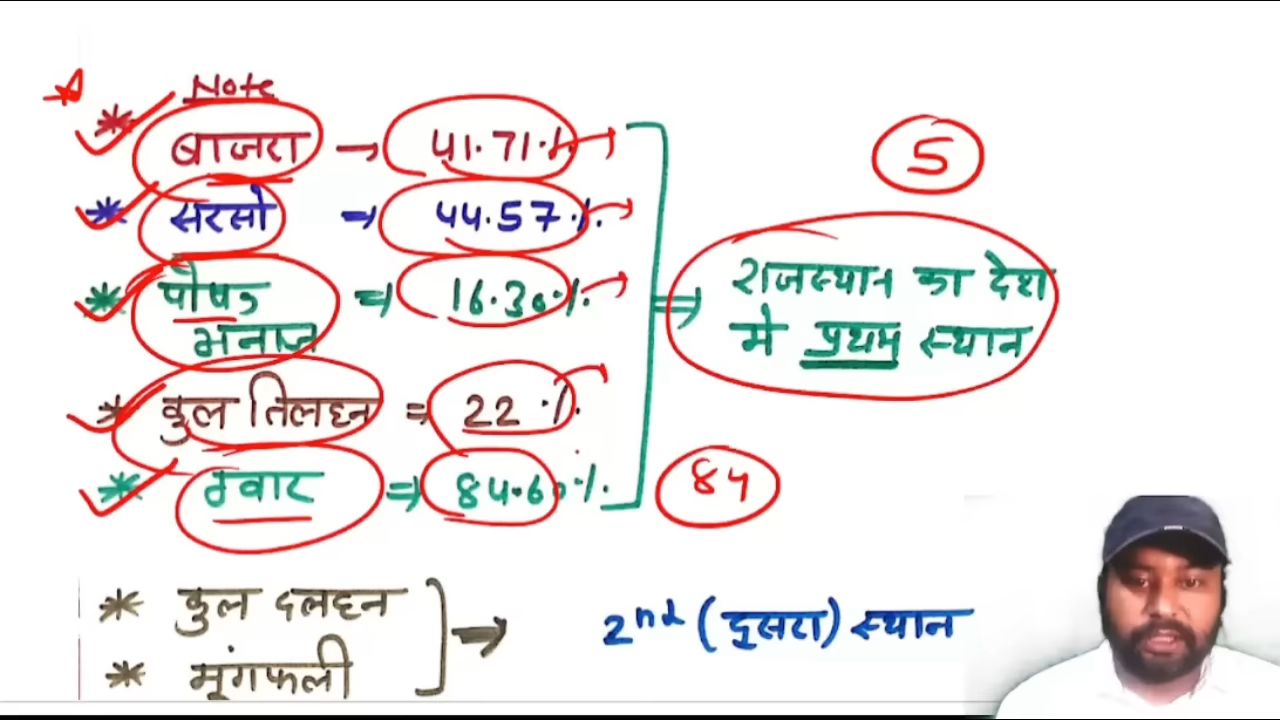 Note
* बाजरा → 41.71%
* सरसो ⇒ 44.57%
* पोषक ⇒ 16.30%
अनाज
* कुल तिलहन ⇒ 22%
* ग्वार ⇒ 84.60%
5
राजस्थान का देश
मे प्रथम स्थान
84
* कुल दलहन
* मूंगफली
⇒ 2nd (दूसरा) स्थान